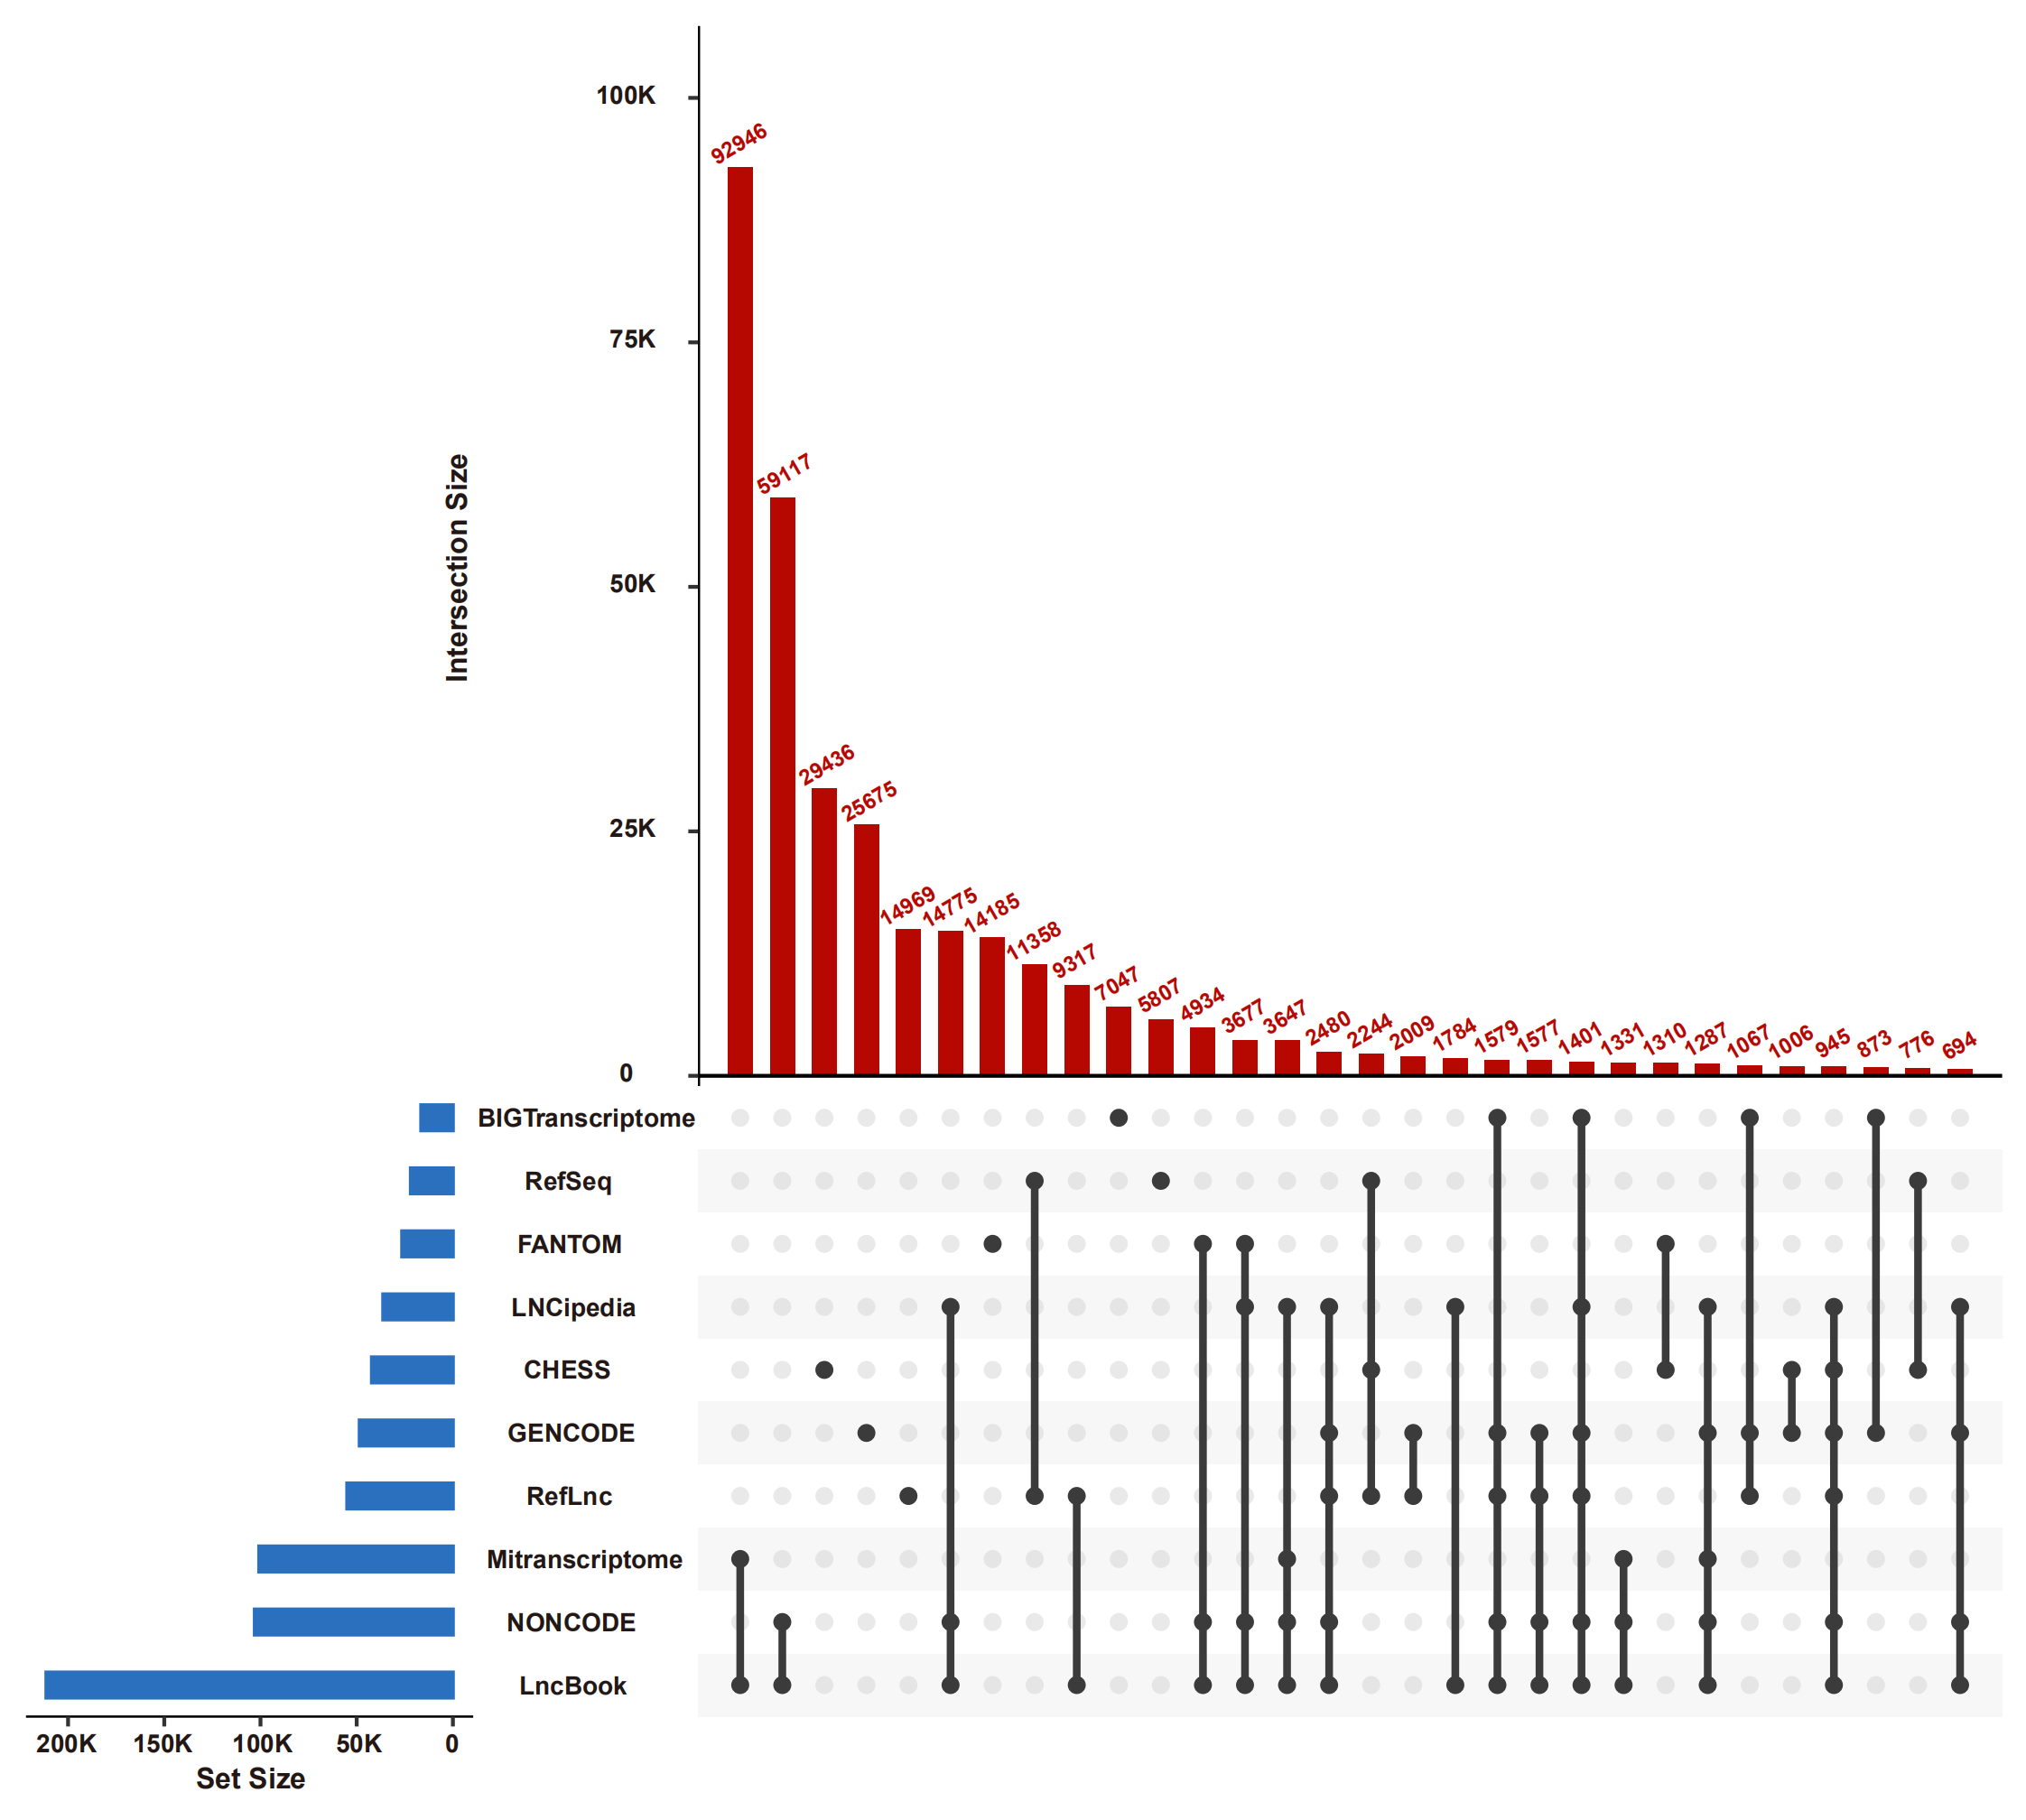 100K
75K
50K
25K
0
Intersection Size
92946
59117
29436
25675
14969
14775
14185
11358
9317
7047
5807
4934
3677
3647
2480
2244
2009
1784
1579
1577
1401
1331
1310
1287
1067
1006
945
873
776
694
BIGTranscriptome
RefSeq
FANTOM
LNCipedia
CHESS
GENCODE
RefLnc
Mitranscriptome
NONCODE
LncBook
200K 150K 100K 50K 0
Set Size